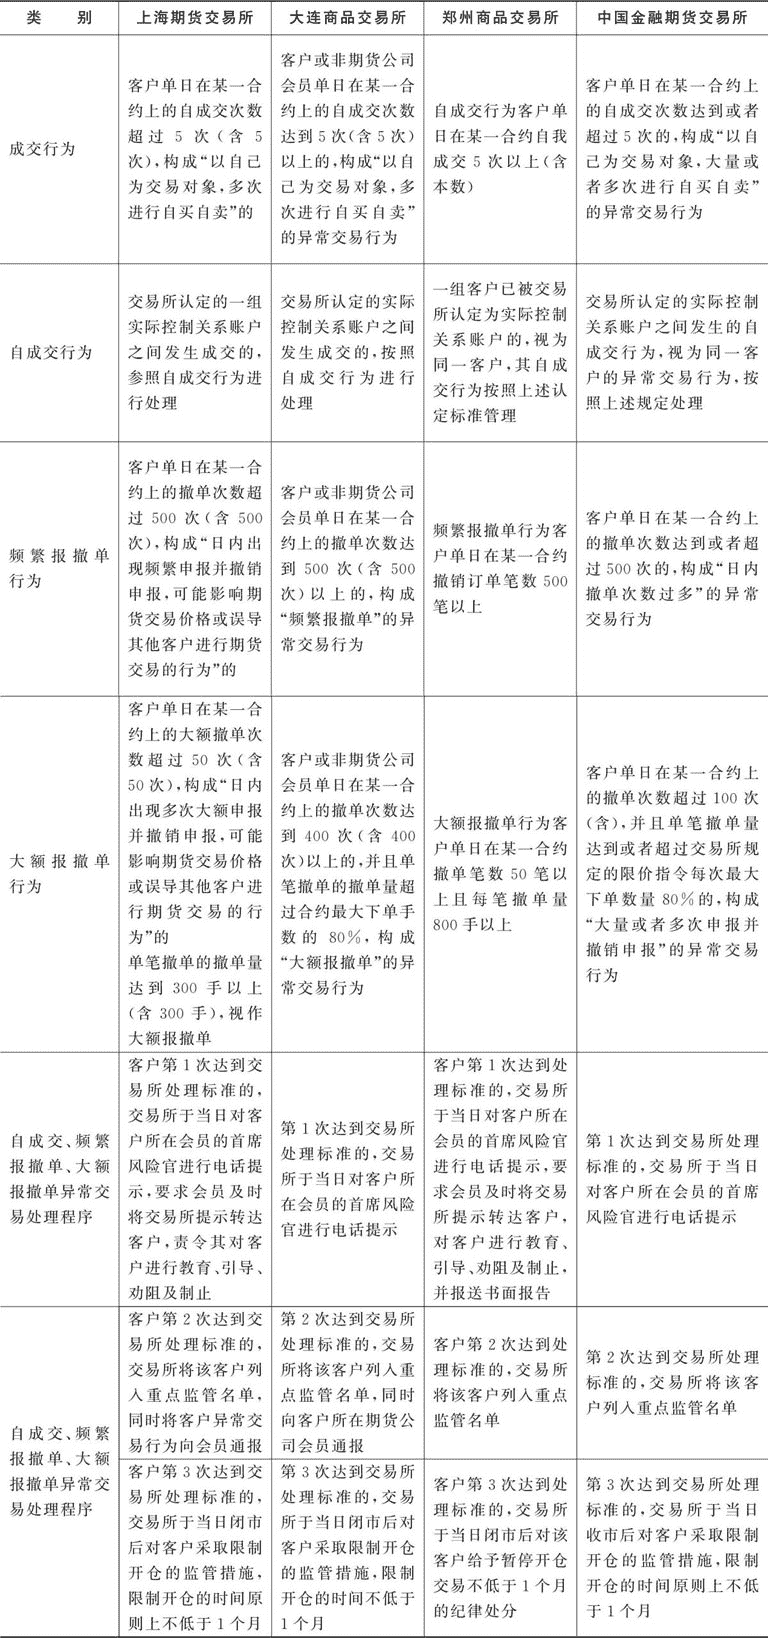 类 别
上海期货交易所
大连商品交易所
郑州商品交易所
中国金融期货交易所
成交行为
客户单日在某一合
约上的自成交次数
超过 5 次(含 5
次),构成“以自己
为交易对象,多次
进行自买自卖”的
客户或非期货公司
会员单日在某一合
约上的自成交次数
达到5次(含5次)
以上的,构成“以自
己为交易对象,多
次进行自买自卖”
的异常交易行为
自成交行为客户单
日在某一合约自我
成交 5 次以上(含
本数)
客户单日在某一合约上
的自成交次数达到或者
超过5次的,构成“以自
己为交易对象,大量或
者多次进行自买自卖”
的异常交易行为
自成交行为
交易所认定的一组
实际控制关系账户
之间发生成交的,
参照自成交行为进
行处理
交易所认定的实际
控制关系账户之间
发生成交的,按照
自成交行为进行
处理
一组客户已被交易
所认定为实际控制
关系账户的,视为
同一客户,其自成
交行为按照上述认
定标准管理
交易所认定的实际控制
关系账户之间发生的自
成交行为,视为同一客
户的异常交易行为,按
照上述规定处理
频繁报撤单
行为
客户单日在某一合
约上的撤单次数超
过 500 次(含 500
次),构成“日内出
现频繁申报并撤销
申报,可能影响期
货交易价格或误导
其他客户进行期货
交易的行为”的
客户或非期货公司
会员单日在某一合
约上的撤单次数达
到 500 次(含 500
次)以上的,构成
“频繁报撤单”的异
常交易行为
频繁报撤单行为客
户单日在某一合约
撤销订单笔数 500
笔以上
客户单日在某一合约上
的撤单次数达到或者超
过500次的,构成“日内
撤单次数过多”的异常
交易行为
大额报撤单
行为
客户单日在某一合
约上的大额撤单次
数超过 50 次(含
50次),构成“日内
出现多次大额申报
并撤销申报,可能
影响期货交易价格
或误导其他客户进
行期货交易的行
为”的
单笔撤单的撤单量
达到 300 手以上
(含 300 手),视作
大额报撤单
客户或非期货公司
会员单日在某一合
约上的撤单次数达
到 400 次(含 400
次)以上的,并且单
笔撤单的撤单量超
过合约最大下单手
数的 80%,构成
“大额报撤单”的异
常交易行为
大额报撤单行为客
户单日在某一合约
撤单笔数 50 笔以
上且每笔撤单量
800手以上
客户单日在某一合约上
的撤单次数超过100次
(含),并且单笔撤单量
达到或者超过交易所规
定的限价指令每次最大
下单数量80%的,构成
“大量或者多次申报并
撤销申报”的异常交易
行为
自成交、频繁
报撤单、大额
报撤单异常交
易处理程序
客户第1次达到交
易所处理标准的,
交易所于当日对客
户所在会员的首席
风险官进行电话提
示,要求会员及时
将交易所提示转达
客户,责令其对客
户进行教育、引导、
劝阻及制止
第1次达到交易所
处理标准的,交易
所于当日对客户所
在会员的首席风险
官进行电话提示
客户第1次达到处
理标准的,交易所
于当日对客户所在
会员的首席风险官
进行电话提示,要
求会员及时将交易
所提示转达客户,
对客户进行教育、
引导、劝阻及制止,
并报送书面报告
第1次达到交易所处理
标准的,交易所于当日
对客户所在会员的首席
风险官进行电话提示
自成交、频繁
报撤单、大额
报撤单异常交
易处理程序
客户第2次达到交
易所处理标准的,
交易所将该客户列
入重点监管名单,
同时将客户异常交
易行为向会员通报
第2次达到交易所
处理标准的,交易
所将该客户列入重
点监管名单,同时
向客户所在期货公
司会员通报
客户第2次达到处
理标准的,交易所
将该客户列入重点
监管名单
第2次达到交易所处理
标准的,交易所将该客
户列入重点监管名单
客户第3次达到交
易所处理标准的,
交易所于当日闭市
后对客户采取限制
开仓的监管措施,
限制开仓的时间原
则上不低于1个月
第3次达到交易所
处理标准的,交易
所于当日闭市后对
客户采取限制开仓
的监管措施,限制
开仓的时间不低于
1个月
客户第3次达到处
理标准的,交易所
于当日闭市后对该
客户给予暂停开仓
交易不低于1个月
的纪律处分
第3次达到交易所处理
标准的,交易所于当日
收市后对客户采取限制
开仓的监管措施,限制
开仓的时间原则上不低
于1个月